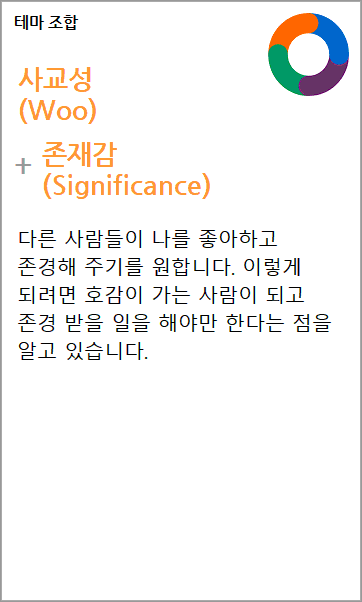 테마 조합
사교성
(Woo)
+ 존재감
(Significance)
다른 사람들이 나를 좋아하고
존경해 주기를 원합니다. 이렇게
되려면 호감이 가는 사람이 되고
존경 받을 일을 해야만 한다는 점을
알고 있습니다.